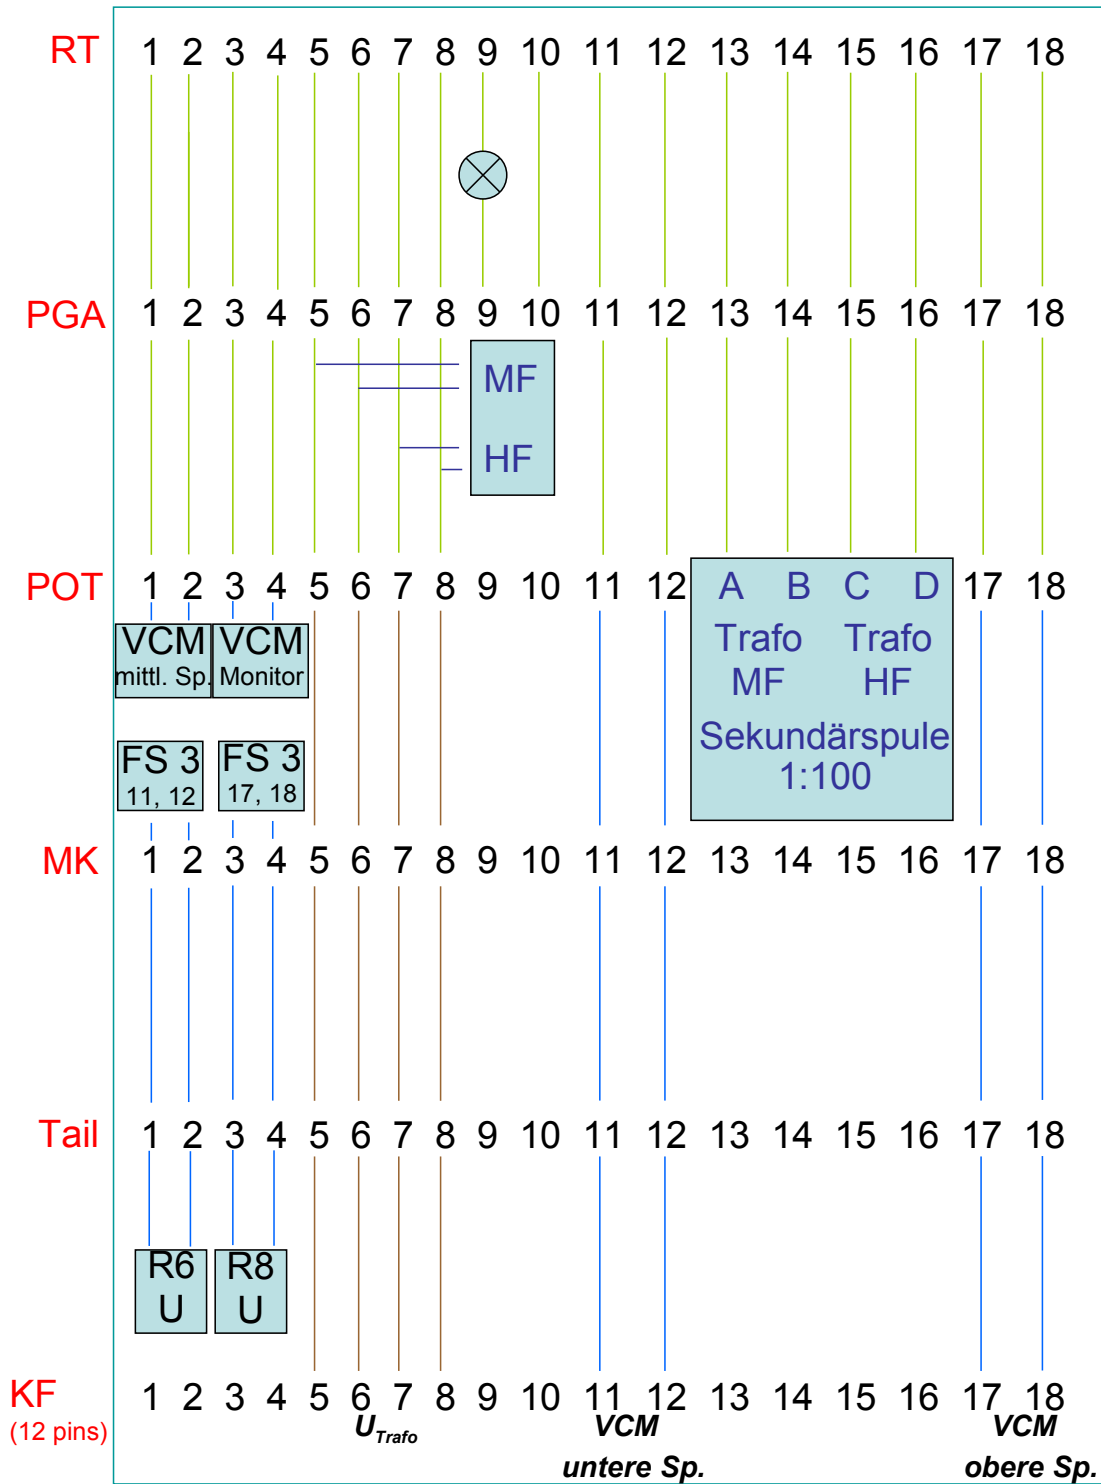 RT 1 2 3 4 5 6 7 8 9 10 11 12 13 14 15 16 17 18
PGA 1 2 3 4 5 6 7 8 9 10 11 12 13 14 15 16 17 18
MF
HF
POT 1 2 3 4 5 6 7 8 9 10 11 12 A B C D 17 18
VCM
mittl. Sp.
VCM
Monitor
Trafo
MF
Trafo
HF
Sekundärspule
1:100
FS 3
11, 12
FS 3
17, 18
MK 1 2 3 4 5 6 7 8 9 10 11 12 13 14 15 16 17 18
Tail 1 2 3 4 5 6 7 8 9 10 11 12 13 14 15 16 17 18
R6
U
R8
U
KF 1 2 3 4 5 6 7 8 9 10 11 12 13 14 15 16 17 18
(12 pins)
U Trafo
VCM
untere Sp.
VCM
obere Sp.